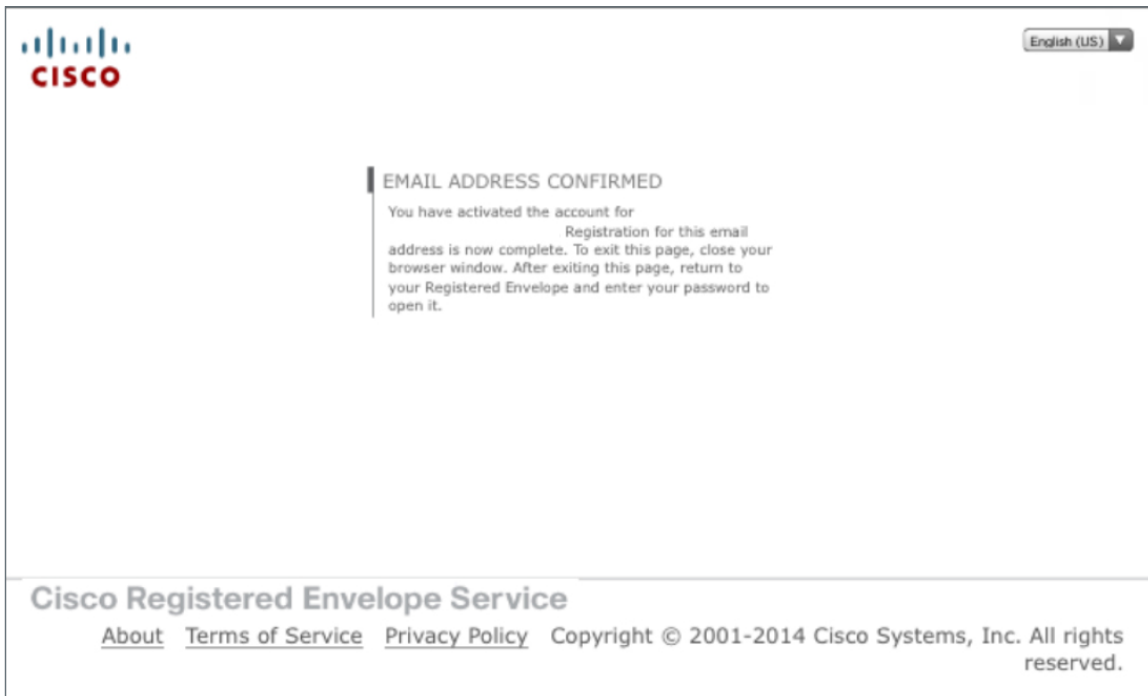 CISCO
English (US)
EMAIL ADDRESS CONFIRMED
You have activated the account for
Registration for this email
address is now complete. To exit this page, close your
browser window. After exiting this page, return to
your Registered Envelope and enter your password to
open it.
Cisco Registered Envelope Service
About Terms of Service Privacy Policy Copyright © 2001-2014 Cisco Systems, Inc. All rights
reserved.